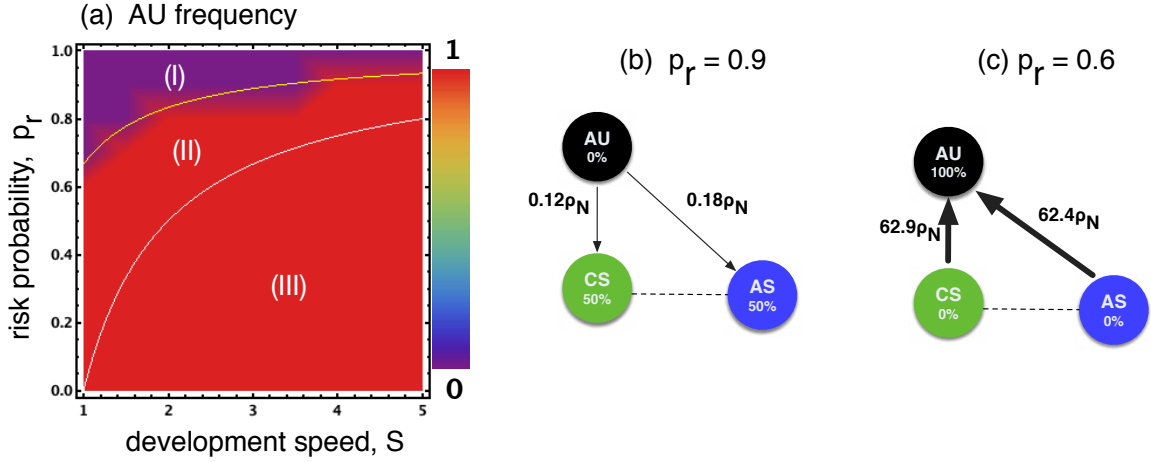 (a) AU frequency
risk probability, pr
1.0
0.8
0.6
0.4
0.2
0.0
(I)
(II)
(III)
1
2
3
4
5
development speed, S
1
0
(b) pr = 0.9
AU
0%
0.12ρN
0.18ρN
CS
50%
AS
50%
(c) pr = 0.6
AU
100%
62.9ρN
62.4ρN
CS
0%
AS
0%